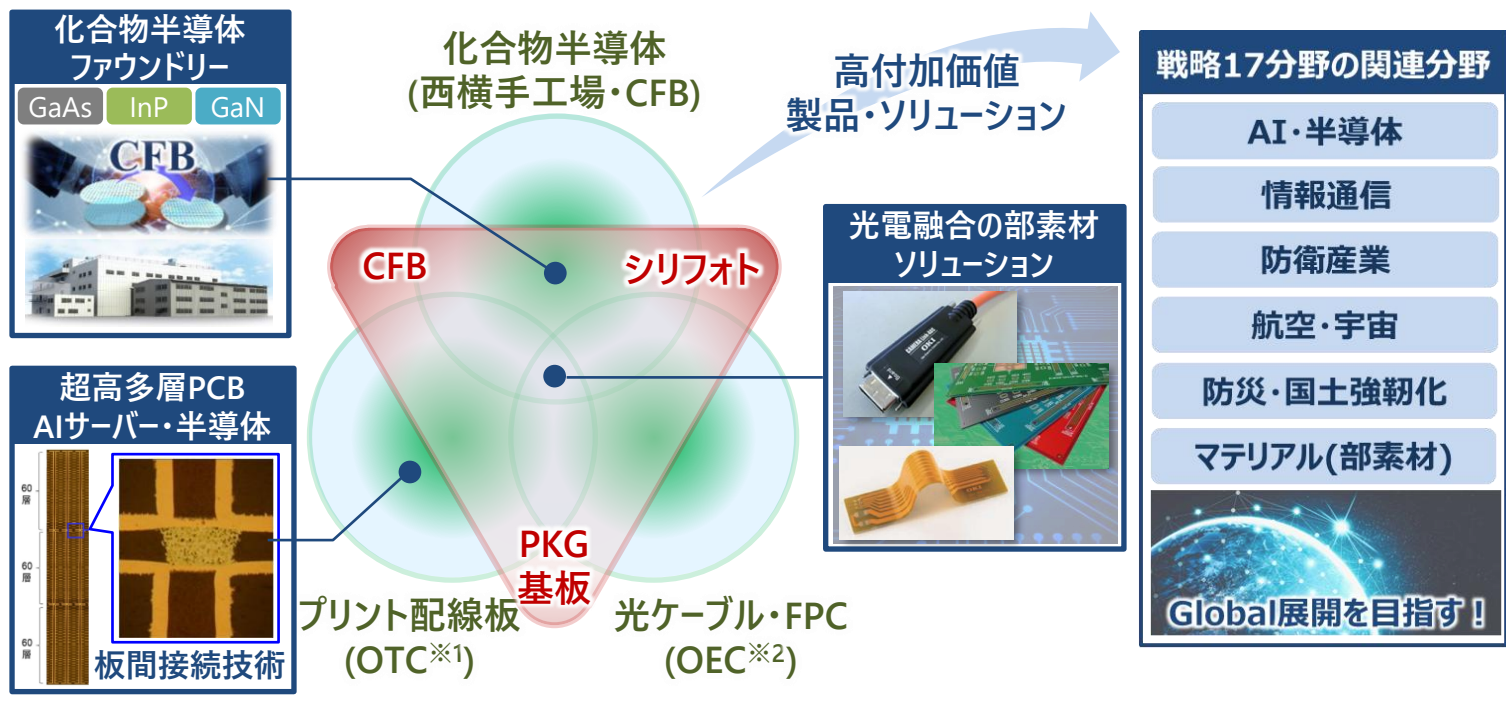 化合物半導体
ファウンドリー
GaAs
InP
GaN
CFB
化合物半導体
(西横手工場・CFB)
高付加価値
製品・ソリューション
戦略17分野の関連分野
AI・半導体
情報通信
防衛産業
航空・宇宙
防災・国土強靭化
マテリアル(部素材)
Global展開を目指す！
光電融合の部素材
ソリューション
OKI
CFB
シリフォト
PKG
基板
超高多層PCB
AIサーバー・半導体
60
層
60
層
60
層
板間接続技術
プリント配線板
(OTC※1)
光ケーブル・FPC
(OEC※2)